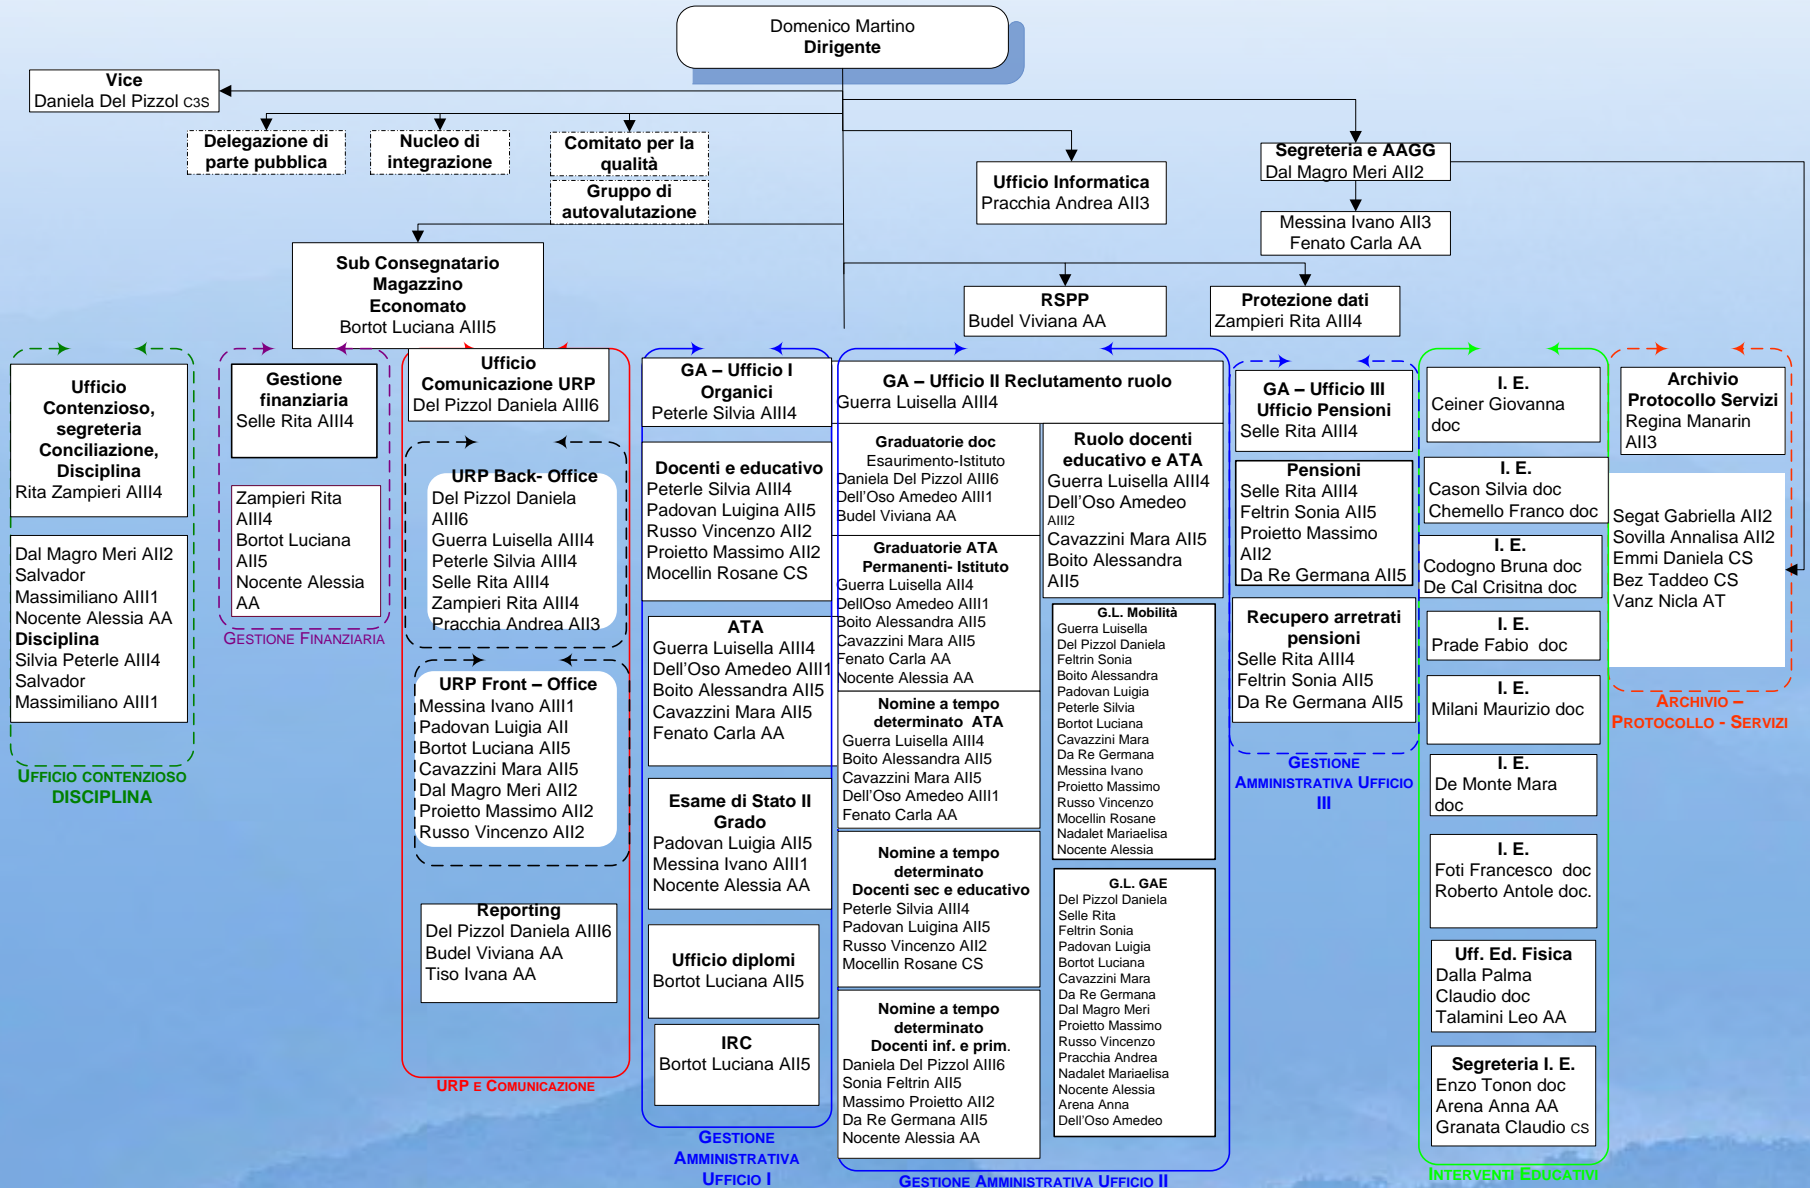 Domenico Martino
Dirigente
Vice
Daniela Del Pizzol C3S
Delegazione di
parte pubblica
Nucleo di
integrazione
Comitato per la
qualità
Gruppo di
autovalutazione
Ufficio Informatica
Pracchia Andrea AII3
Segreteria e AAGG
Dal Magro Meri AII2
Messina Ivano AII3
Fenato Carla AA
Sub Consegnatario
Magazzino
Economato
Bortot Luciana AIII5
RSPP
Budel Viviana AA
Protezione dati
Zampieri Rita AIII4
Ufficio
Contenzioso,
segreteria
Conciliazione,
Disciplina
Rita Zampieri AIII4
Dal Magro Meri AII2
Salvador
Massimiliano AIII1
Nocente Alessia AA
Disciplina
Silvia Peterle AIII4
Salvador
Massimiliano AIII1
UFFICIO CONTENZIOSO
DISCIPLINA
Gestione
finanziaria
Selle Rita AIII4
Zampieri Rita
AIII4
Bortot Luciana
AII5
Nocente Alessia
AA
GESTIONE FINANZIARIA
Ufficio
Comunicazione URP
Del Pizzol Daniela AIII6
URP Back- Office
Del Pizzol Daniela
AIII6
Guerra Luisella AIII4
Peterle Silvia AIII4
Selle Rita AIII4
Zampieri Rita AIII4
Pracchia Andrea AII3
URP Front – Office
Messina Ivano AIII1
Padovan Luigia AII
Bortot Luciana AII5
Cavazzini Mara AII5
Dal Magro Meri AII2
Proietto Massimo AII2
Russo Vincenzo AII2
Reporting
Del Pizzol Daniela AIII6
Budel Viviana AA
Tiso Ivana AA
URP E COMUNICAZIONE
GA – Ufficio I
Organici
Peterle Silvia AIII4
Docenti e educativo
Peterle Silvia AIII4
Padovan Luigina AII5
Russo Vincenzo AII2
Proietto Massimo AII2
Mocellin Rosane CS
ATA
Guerra Luisella AIII4
Dell'Oso Amedeo AIII1
Boito Alessandra AII5
Cavazzini Mara AII5
Fenato Carla AA
Esame di Stato II
Grado
Padovan Luigia AII5
Messina Ivano AIII1
Nocente Alessia AA
Ufficio diplomi
Bortot Luciana AII5
IRC
Bortot Luciana AII5
GESTIONE
AMMINISTRATIVA
UFFICIO I
GA – Ufficio II Reclutamento ruolo
Guerra Luisella AIII4
Graduatorie doc
Esaurimento-Istituto
Daniela Del Pizzol AIII6
Dell'Oso Amedeo AIII1
Budel Viviana AA
Graduatorie ATA
Permanenti- Istituto
Guerra Luisella AII4
DellOso Amedeo AIII1
Boito Alessandra AII5
Cavazzini Mara AII5
Fenato Carla AA
Nocente Alessia AA
Nomine a tempo
determinato ATA
Guerra Luisella AIII4
Boito Alessandra AII5
Cavazzini Mara AII5
Dell'Oso Amedeo AIII1
Fenato Carla AA
Nomine a tempo
determinato
Docenti sec e educativo
Peterle Silvia AIII4
Padovan Luigina AII5
Russo Vincenzo AII2
Mocellin Rosane CS
Nomine a tempo
determinato
Docenti inf. e prim.
Daniela Del Pizzol AIII6
Sonia Feltrin AII5
Massimo Proietto AII2
Da Re Germana AII5
Nocente Alessia AA
Ruolo docenti
educativo e ATA
Guerra Luisella AIII4
Dell'Oso Amedeo
AIII2
Cavazzini Mara AII5
Boito Alessandra
AII5
G.L. Mobilità
Guerra Luisella
Del Pizzol Daniela
Feltrin Sonia
Boito Alessandra
Padovan Luigia
Peterle Silvia
Bortot Luciana
Cavazzini Mara
Da Re Germana
Messina Ivano
Proietto Massimo
Russo Vincenzo
Mocellin Rosane
Nadalet Mariaelisa
Nocente Alessia
G.L. GAE
Del Pizzol Daniela
Selle Rita
Feltrin Sonia
Padovan Luigia
Bortot Luciana
Cavazzini Mara
Da Re Germana
Dal Magro Meri
Proietto Massimo
Russo Vincenzo
Pracchia Andrea
Nadalet Mariaelisa
Nocente Alessia
Arena Anna
Dell'Oso Amedeo
GESTIONE AMMINISTRATIVA UFFICIO II
GA – Ufficio III
Ufficio Pensioni
Selle Rita AIII4
Pensioni
Selle Rita AIII4
Feltrin Sonia AII5
Proietto Massimo
AII2
Da Re Germana AII5
Recupero arretrati
pensioni
Selle Rita AIII4
Feltrin Sonia AII5
Da Re Germana AII5
GESTIONE
AMMINISTRATIVA UFFICIO
III
I. E.
Ceiner Giovanna
doc
I. E.
Cason Silvia doc
Chemello Franco doc
I. E.
Codogno Bruna doc
De Cal Crisitna doc
I. E.
Prade Fabio doc
I. E.
Milani Maurizio doc
I. E.
De Monte Mara
doc
I. E.
Foti Francesco doc
Roberto Antole doc.
Uff. Ed. Fisica
Dalla Palma
Claudio doc
Talamini Leo AA
Segreteria I. E.
Enzo Tonon doc
Arena Anna AA
Granata Claudio CS
INTERVENTI EDUCATIVI
Archivio
Protocollo Servizi
Regina Manarin
AII3
Segat Gabriella AII2
Sovilla Annalisa AII2
Emmi Daniela CS
Bez Taddeo CS
Vanz Nicla AT
ARCHIVIO –
PROTOCOLLO - SERVIZI